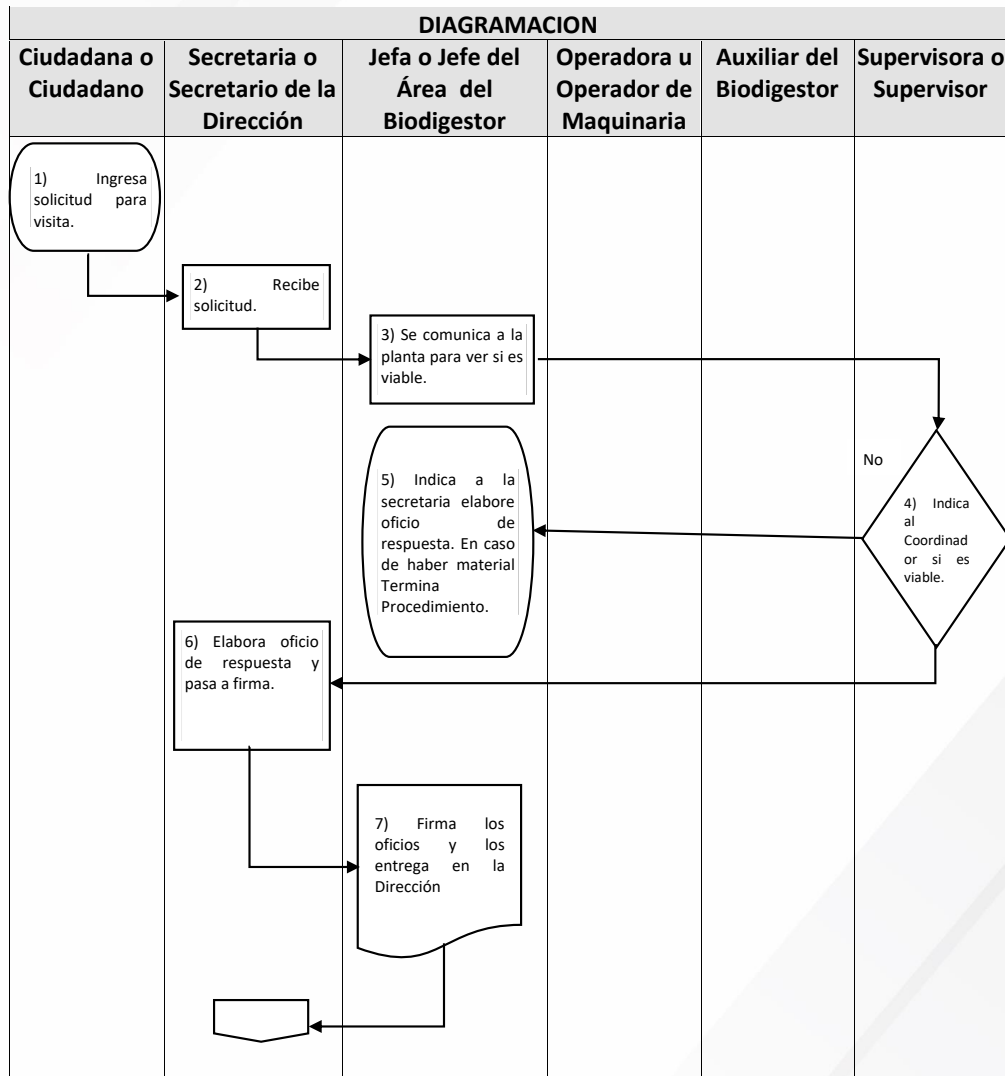 DIAGRAMACION
Ciudadana o
Ciudadano
Secretaria o
Secretario de la
Dirección
Jefa o Jefe del
Área del
Biodigestor
Operadora u
Operador de
Maquinaria
Auxiliar del
Biodigestor
Supervisora o
Supervisor
1) Ingresa
solicitud para
visita.
2) Recibe
solicitud.
3) Se comunica a la
planta para ver si es
viable.
No
4) Indica
al
Coordinad
or si es
viable.
5) Indica a la
secretaria elabore
oficio de
respuesta. En caso
de haber material
Termina
Procedimiento.
6) Elabora oficio
de respuesta y
pasa a firma.
7) Firma los
oficios y los
entrega en la
Dirección